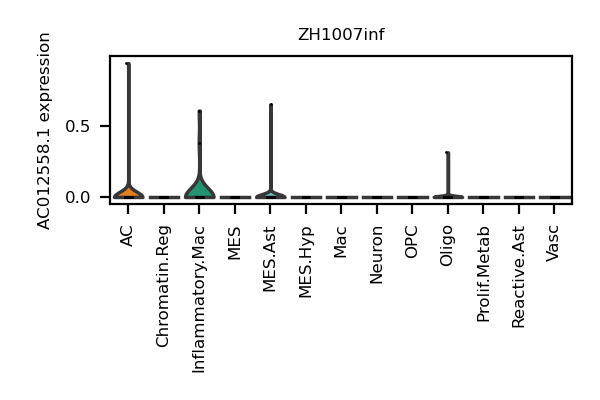 ZH1007inf
AC012558.1 expression
0.5
0.0
AC
Chromatin.Reg
Inflammatory.Mac
MES
MES.Ast
MES.Hyp
Mac
Neuron
OPC
Oligo
Prolif.Metab
Reactive.Ast
Vasc